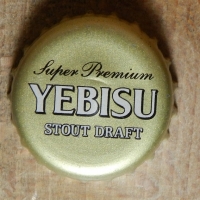 Super Premium
YEBISU
STOUT DRAFT